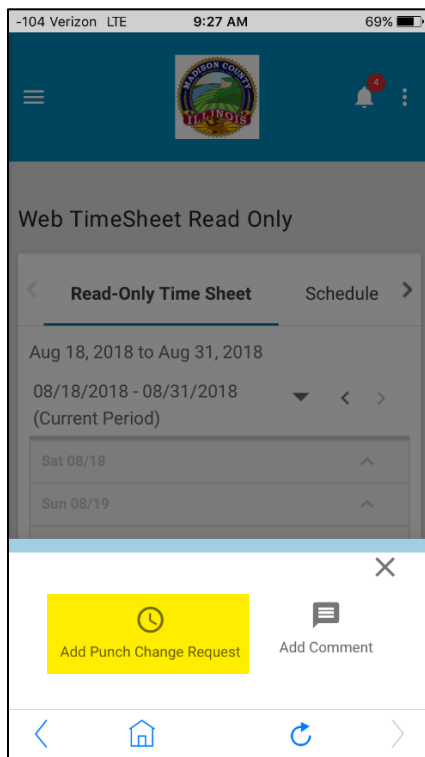 -104 Verizon LTE 9:27 AM 69%
MADISON COUNTY
ILLINOIS
4
Web TimeSheet Read Only
Read-Only Time Sheet Schedule
Aug 18, 2018 to Aug 31, 2018
08/18/2018 - 08/31/2018
(Current Period)
Sat 08/18
Sun 08/19
Add Punch Change Request Add Comment